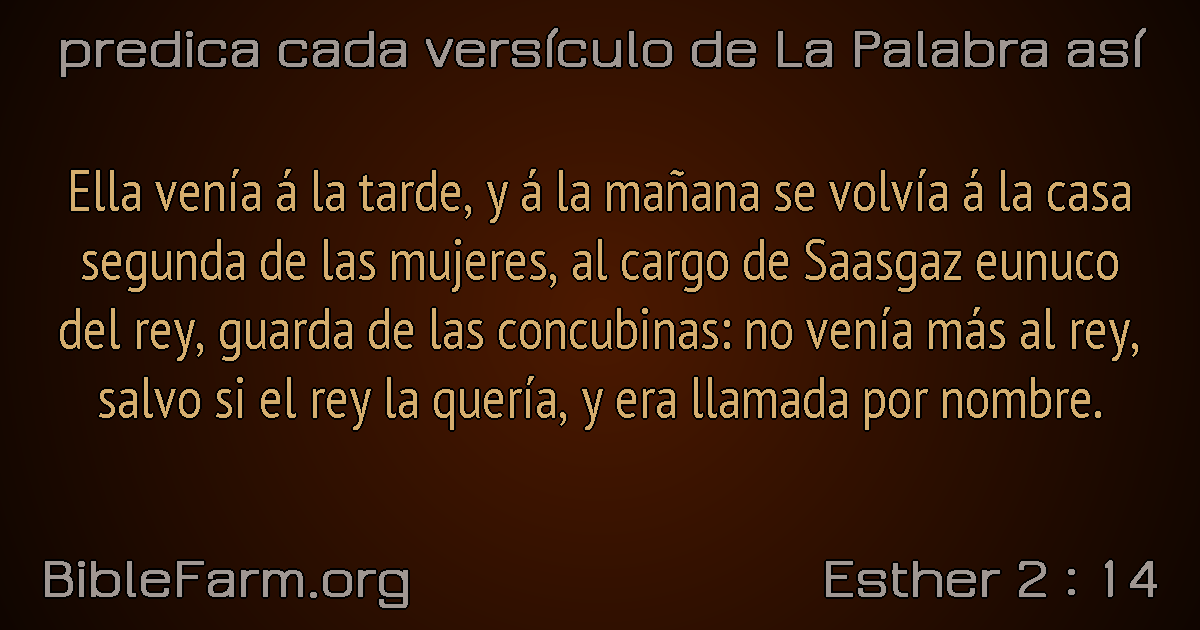 predica cada versículo de La Palabra así
Ella venía á la tarde, y á la mañana se volvía á la casa
segunda de las mujeres, al cargo de Saasgaz eunuco
del rey, guarda de las concubinas: no venía más al rey,
salvo si el rey la quería, y era llamada por nombre.
BibleFarm.org
Esther 2 : 14